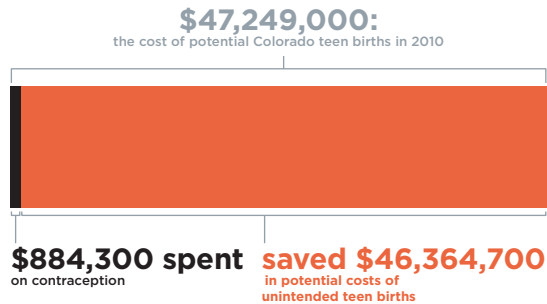 $47,249,000:
the cost of potential Colorado teen births in 2010
$884,300 spent
on contraception
saved $46,364,700
in potential costs of
unintended teen births